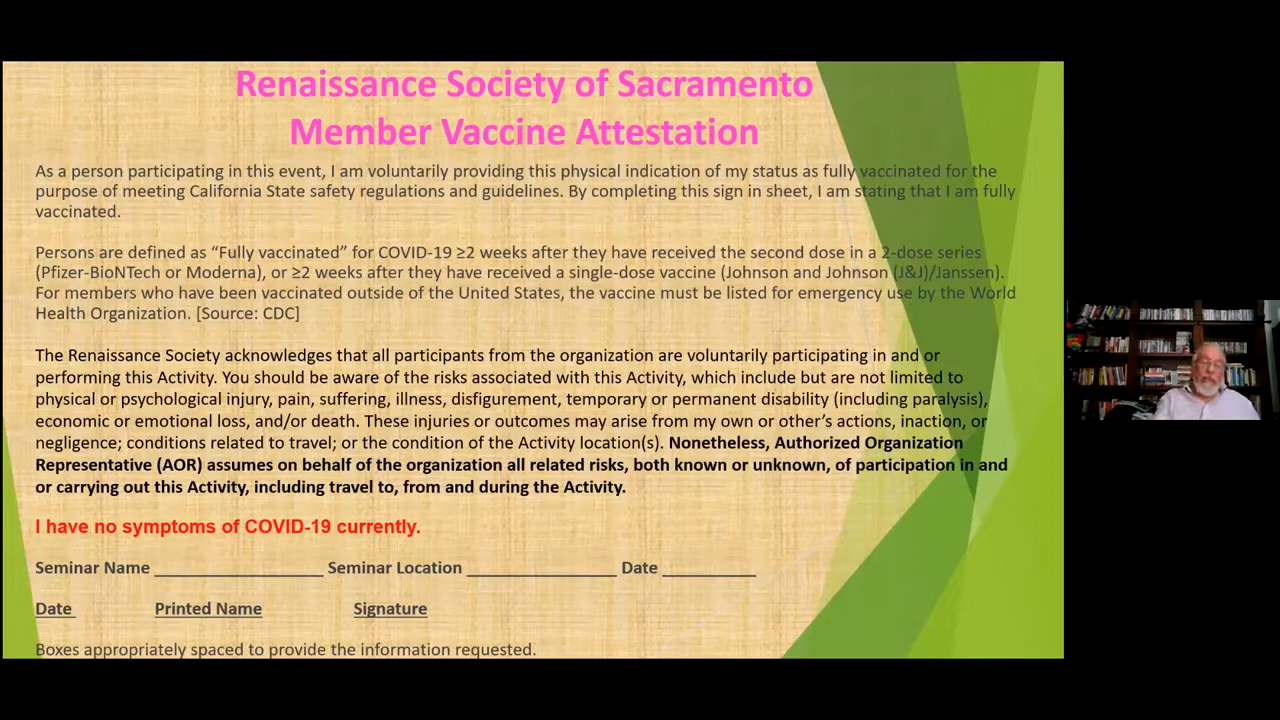 Renaissance Society of Sacramento
Member Vaccine Attestation
As a person participating in this event, I am voluntarily providing this physical indication of my status as fully vaccinated for the
purpose of meeting California State safety regulations and guidelines. By completing this sign in sheet, I am stating that I am fully
vaccinated.
Persons are defined as “Fully vaccinated” for COVID-19 ≥2 weeks after they have received the second dose in a 2-dose series
(Pfizer-BioNTech or Moderna), or ≥2 weeks after they have received a single-dose vaccine (Johnson and Johnson (J&J)/Janssen).
For members who have been vaccinated outside of the United States, the vaccine must be listed for emergency use by the World
Health Organization. [Source: CDC]
The Renaissance Society acknowledges that all participants from the organization are voluntarily participating in and or
performing this Activity. You should be aware of the risks associated with this Activity, which include but are not limited to
physical or psychological injury, pain, suffering, illness, disfigurement, temporary or permanent disability (including paralysis),
economic or emotional loss, and/or death. These injuries or outcomes may arise from my own or other’s actions, inaction, or
negligence; conditions related to travel; or the condition of the Activity location(s). Nonetheless, Authorized Organization
Representative (AOR) assumes on behalf of the organization all related risks, both known or unknown, of participation in and
or carrying out this Activity, including travel to, from and during the Activity.
I have no symptoms of COVID-19 currently.
Seminar Name __________________ Seminar Location ________________ Date __________
Date Printed Name Signature
Boxes appropriately spaced to provide the information requested.